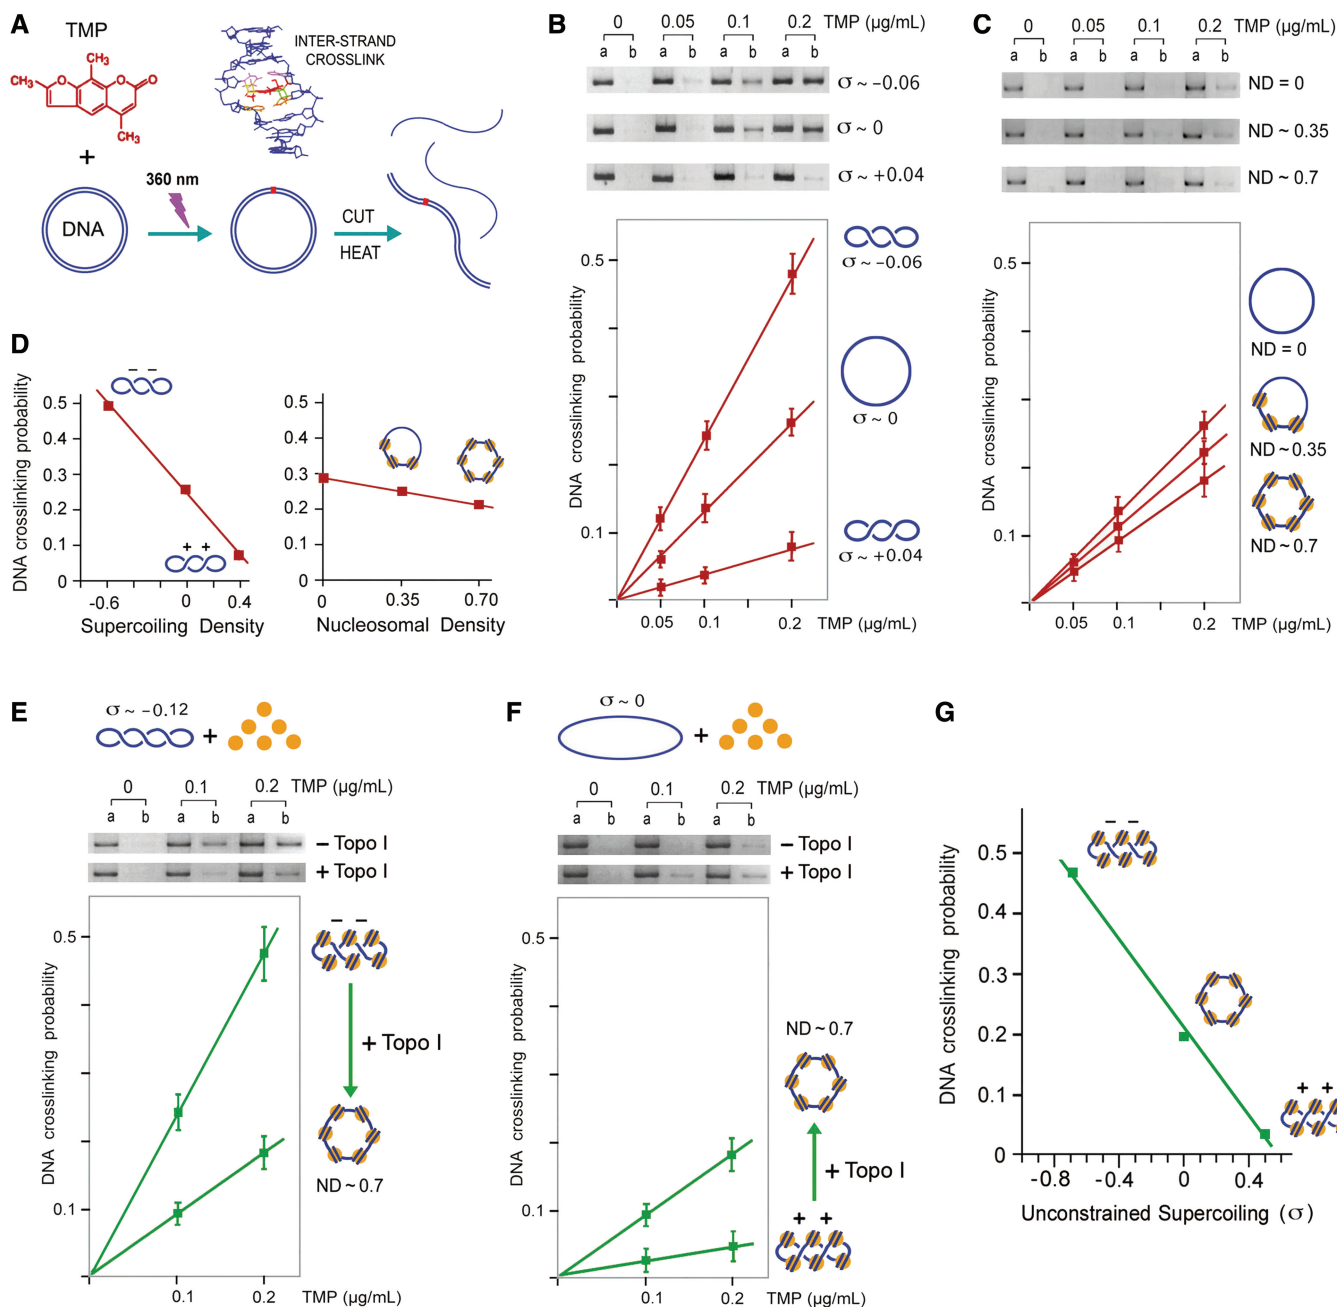 A
TMP
CH₃
CH₃
O
O
CH₃
+
DNA
360 nm
INTER-STRAND
CROSSLINK
CUT
HEAT
B
0 0.05 0.1 0.2 TMP (µg/mL)
a b a b a b a b
σ ~ -0.06
σ ~ 0
σ ~ +0.04
DNA crosslinking probability
0.5
0.1
0.05 0.1 0.2 TMP (µg/mL)
σ ~ -0.06
σ ~ 0
σ ~ +0.04
C
0 0.05 0.1 0.2 TMP (µg/mL)
a b a b a b a b
ND = 0
ND ~ 0.35
ND ~ 0.7
DNA crosslinking probability
0.5
0.1
0.05 0.1 0.2 TMP (µg/mL)
ND = 0
ND ~ 0.35
ND ~ 0.7
D
DNA crosslinking probability
0.5
0.4
0.3
0.2
0.1
0
-0.6 0 0.4
Supercoiling Density
– –
+ +
0.5
0.4
0.3
0.2
0.1
0
0 0.35 0.70
Nucleosomal Density
E
σ ~ -0.12
+
0 0.1 0.2 TMP (µg/mL)
a b a b a b
– Topo I
+ Topo I
DNA crosslinking probability
0.5
0.1
0.1 0.2 TMP (µg/mL)
– –
+ Topo I
ND ~ 0.7
F
σ ~ 0
+
0 0.1 0.2 TMP (µg/mL)
a b a b a b
– Topo I
+ Topo I
DNA crosslinking probability
0.5
0.1
0.1 0.2 TMP (µg/mL)
ND ~ 0.7
+ Topo I
+ +
G
DNA crosslinking probability
0.5
0.4
0.3
0.2
0.1
0
-0.8 -0.4 0 0.4
Unconstrained Supercoiling (σ)
– –
+ +